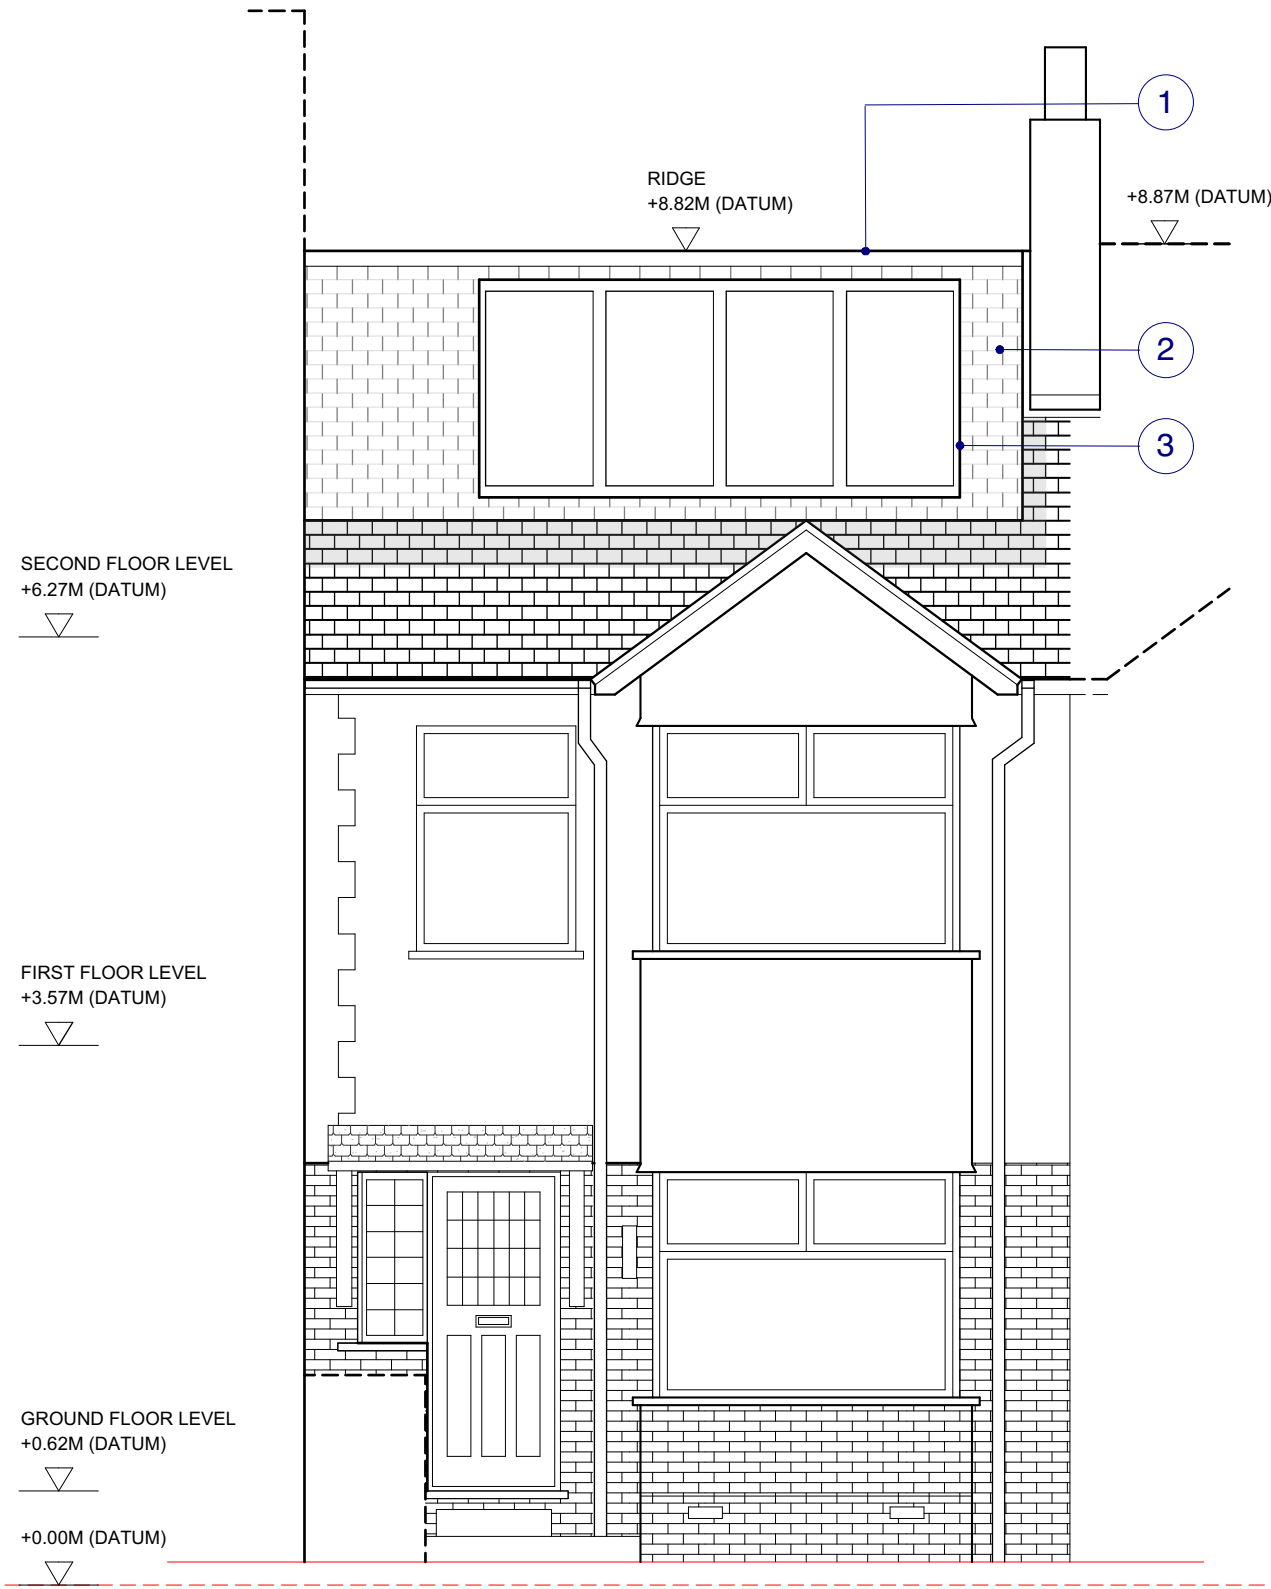 1
RIDGE
+8.82M (DATUM)
+8.87M (DATUM)
2
3
SECOND FLOOR LEVEL
+6.27M (DATUM)
FIRST FLOOR LEVEL
+3.57M (DATUM)
GROUND FLOOR LEVEL
+0.62M (DATUM)
+0.00M (DATUM)